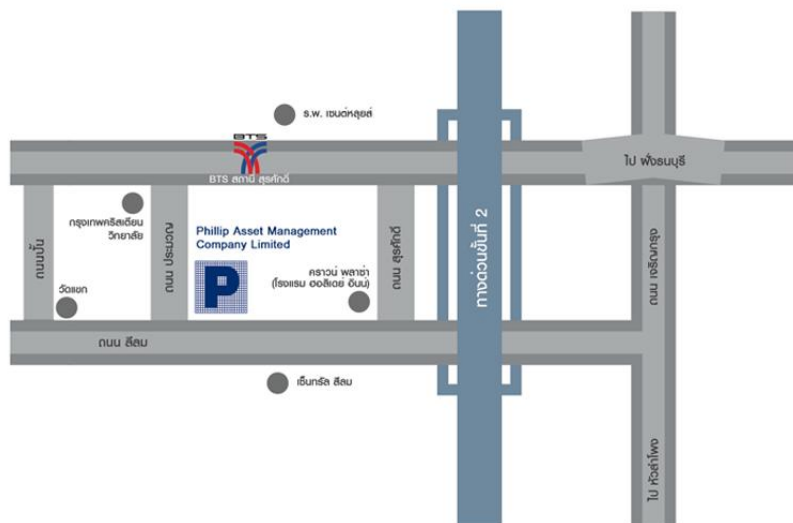 ร.พ. เซนต์หลุยส์
BTS
BTS สถานี สุรศักดิ์
ไป ฝั่งธนบุรี
กรุงเทพคริสเตียน
วิทยาลัย
Phillip Asset Management
Company Limited
P
คราวน์ พลาซ่า
(โรงแรม ฮอลิเดย์ อินน์)
ถนนปั้น
ถนน ประมวญ
ถนน สุรศักดิ์
ทางด่วนขั้นที่ 2
ถนน เจริญกรุง
วัดแขก
ถนน สีลม
เซ็นทรัล สีลม
ไป หัวลำโพง